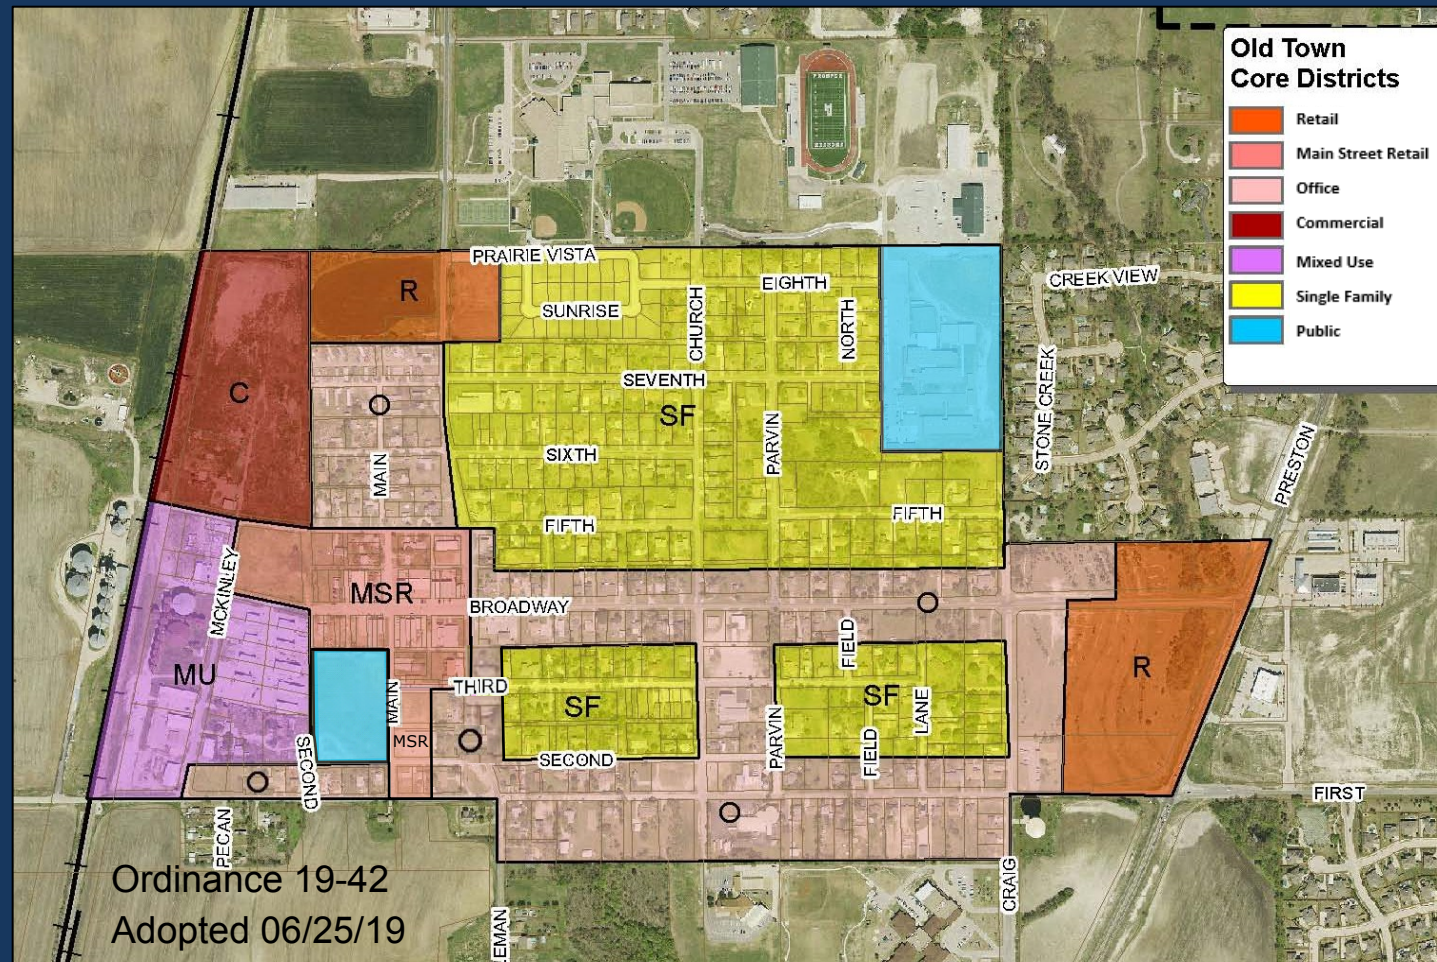 Old Town
Core Districts
Retail
Main Street Retail
Office
Commercial
Mixed Use
Single Family
Public
PROSPER
PRAIRIE VISTA
CREEK VIEW
EIGHTH
R
SUNRISE
CHURCH
NORTH
STONE CREEK
SEVENTH
C
O
SF
PARVIN
SIXTH
MAIN
PRESTON
FIFTH
FIFTH
MCKINLEY
MSR
BROADWAY
O
FIELD
R
MU
THIRD
MAIN
SF
SF
LANE
MSR
O
SECOND
SECOND
PARVIN
FIELD
O
O
FIRST
PECAN
CRAIG
Ordinance 19-42
Adopted 06/25/19
EMAN